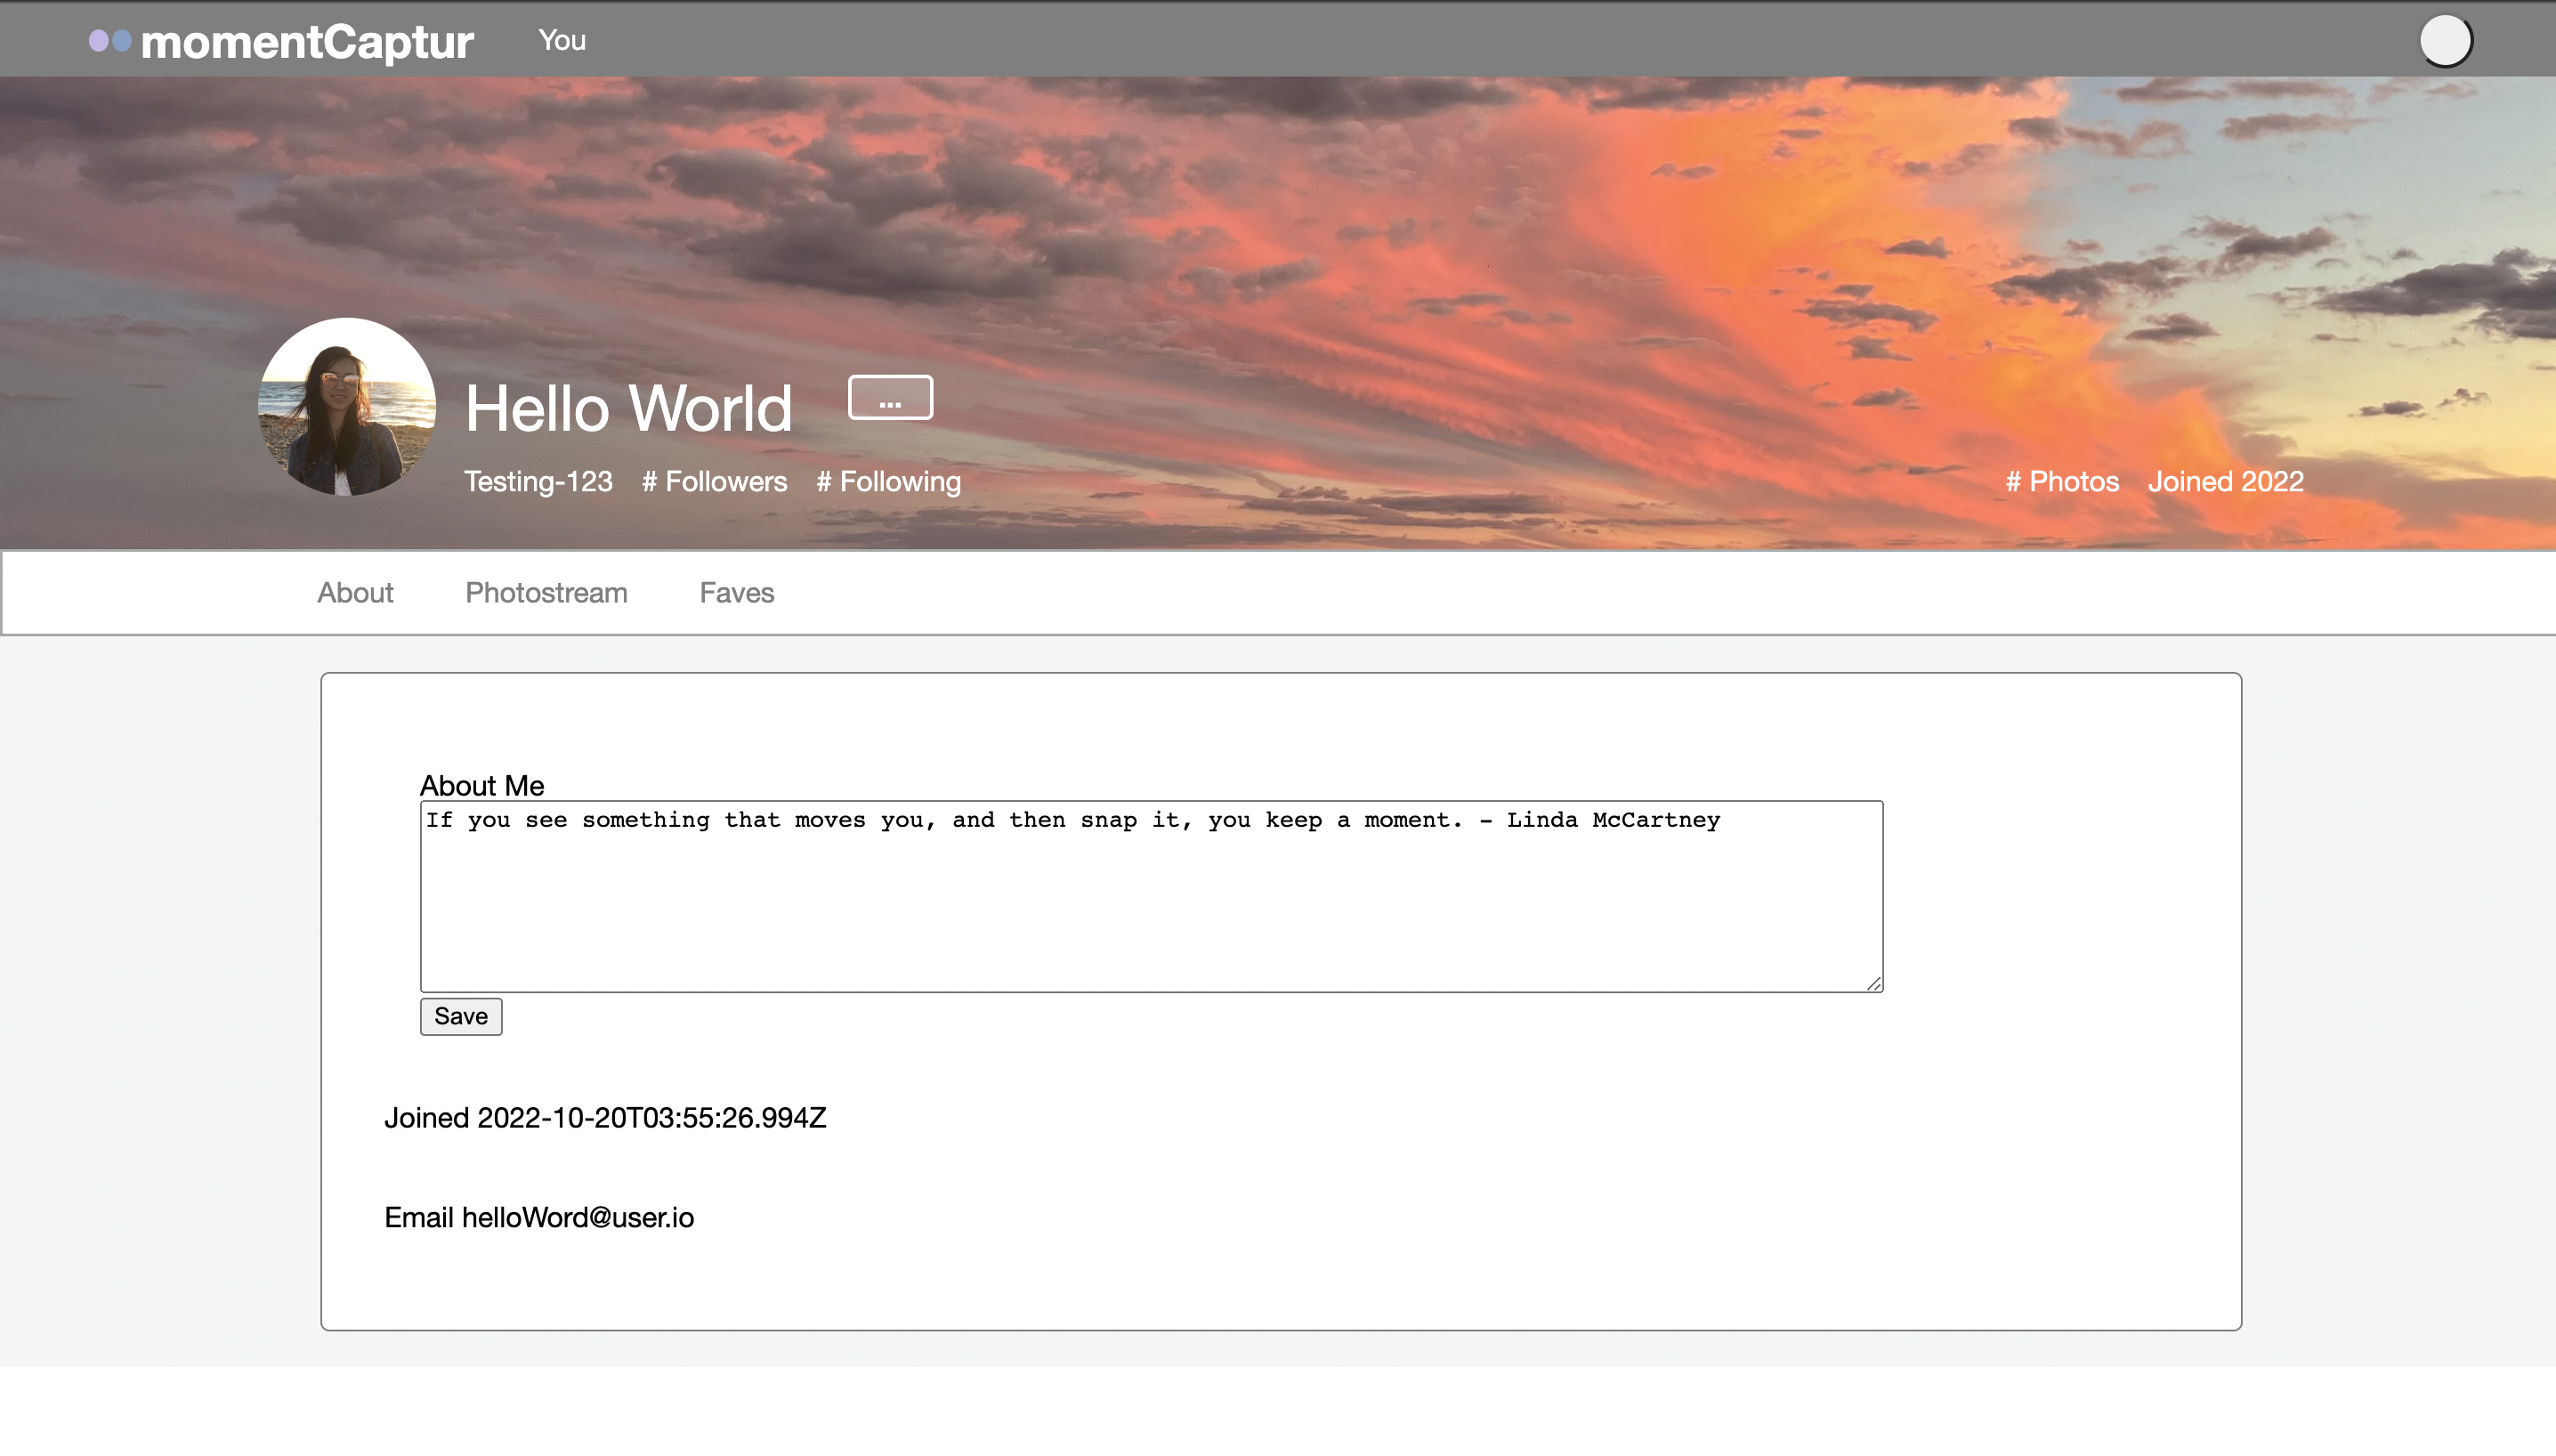 momentCaptur You
Hello World ...
Testing-123 # Followers # Following # Photos Joined 2022
About Photostream Faves
About Me
If you see something that moves you, and then snap it, you keep a moment. - Linda McCartney
Save
Joined 2022-10-20T03:55:26.994Z
Email helloWord@user.io